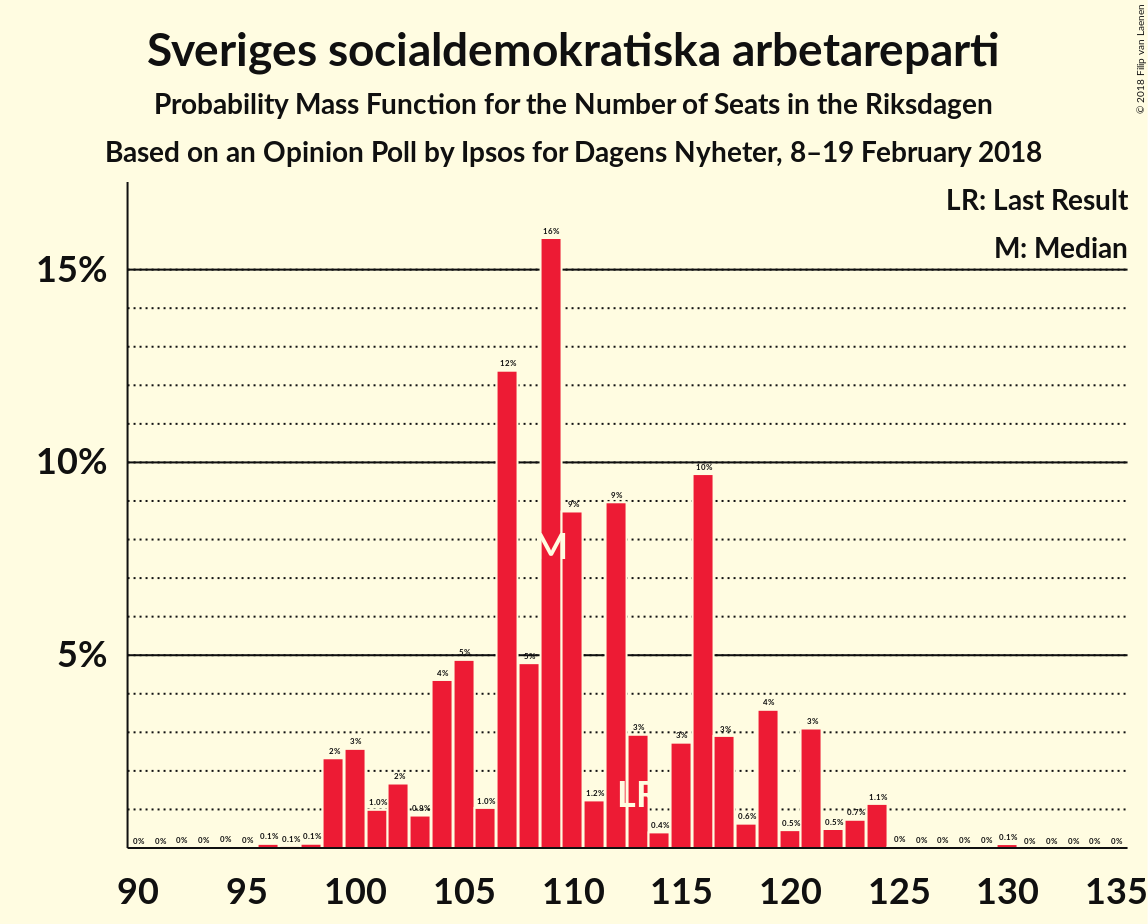 Sveriges socialdemokratiska arbetareparti
Probability Mass Function for the Number of Seats in the Riksdagen
Based on an Opinion Poll by Ipsos for Dagens Nyheter, 8–19 February 2018
© 2018 Filip van Laenen
LR: Last Result
M: Median
15%
10%
5%
0% 0% 0% 0% 0% 0% 0.1% 0.1% 0.1% 2% 3% 1.0% 2% 0.8% 4% 5% 1.0% 12% 5% 16% 9% 1.2% 9% 3% 0.4% 3% 10% 3% 0.6% 4% 0.5% 3% 0.5% 0.7% 1.1% 0% 0% 0% 0% 0% 0.1% 0% 0% 0% 0% 0%
M
LR
90 95 100 105 110 115 120 125 130 135